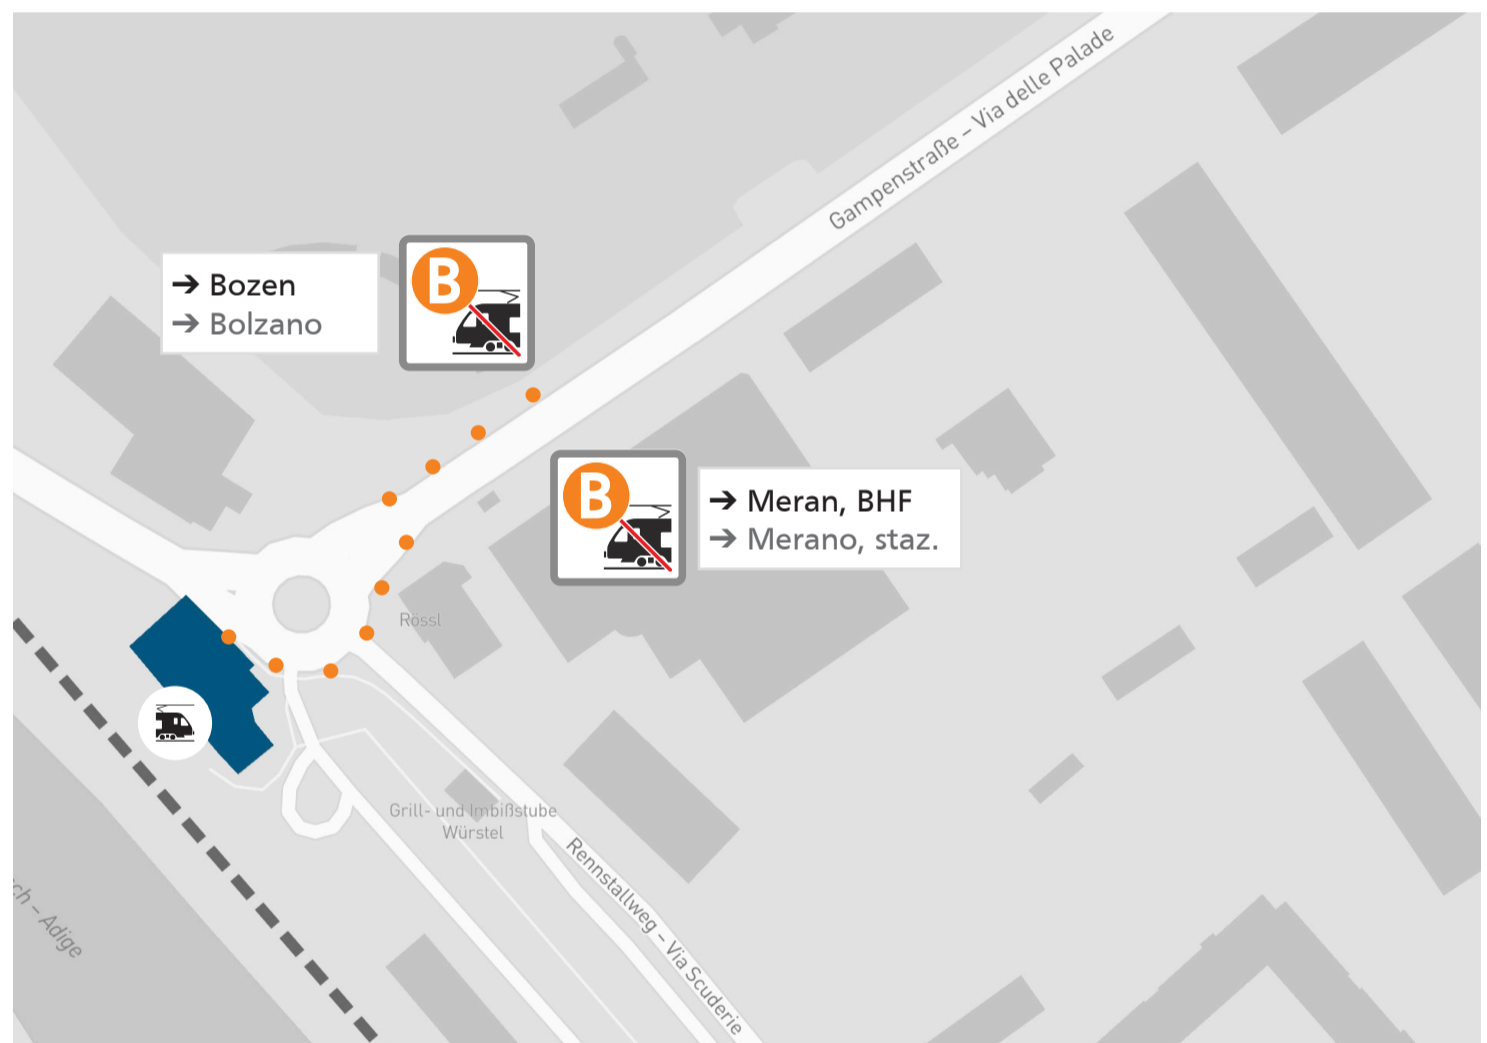 Gampenstraße – Via delle Palade
B
➔ Bozen
➔ Bolzano
B
➔ Meran, BHF
➔ Merano, staz.
Rössl
Grill- und Imbißstube
Würstel
Rennstallweg – Via Scuderie
ch – Adige